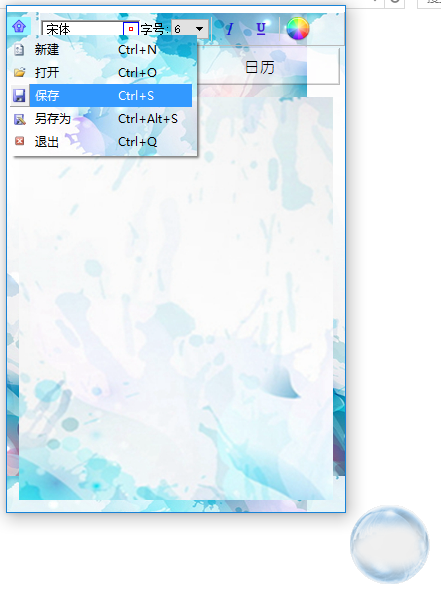 宋体 字号 6 I U
新建 Ctrl+N
打开 Ctrl+O
日历
保存 Ctrl+S
另存为 Ctrl+Alt+S
退出 Ctrl+Q